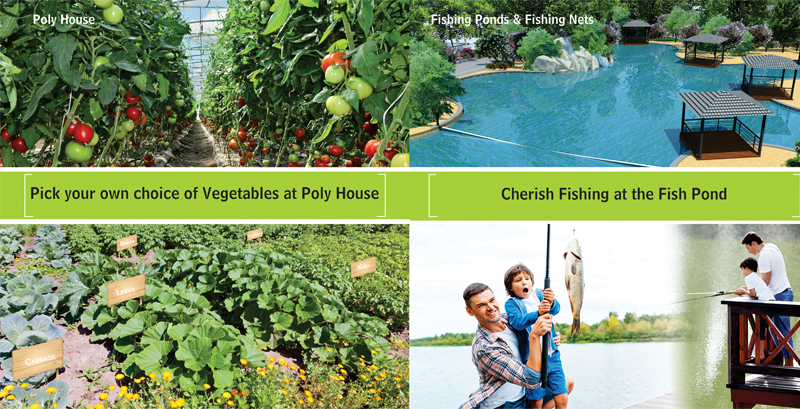 Poly House
Fishing Ponds & Fishing Nets
Pick your own choice of Vegetables at Poly House
Cherish Fishing at the Fish Pond
CABBAGE